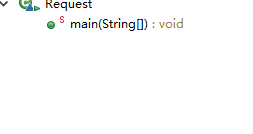 Request
S main(String[]) : void